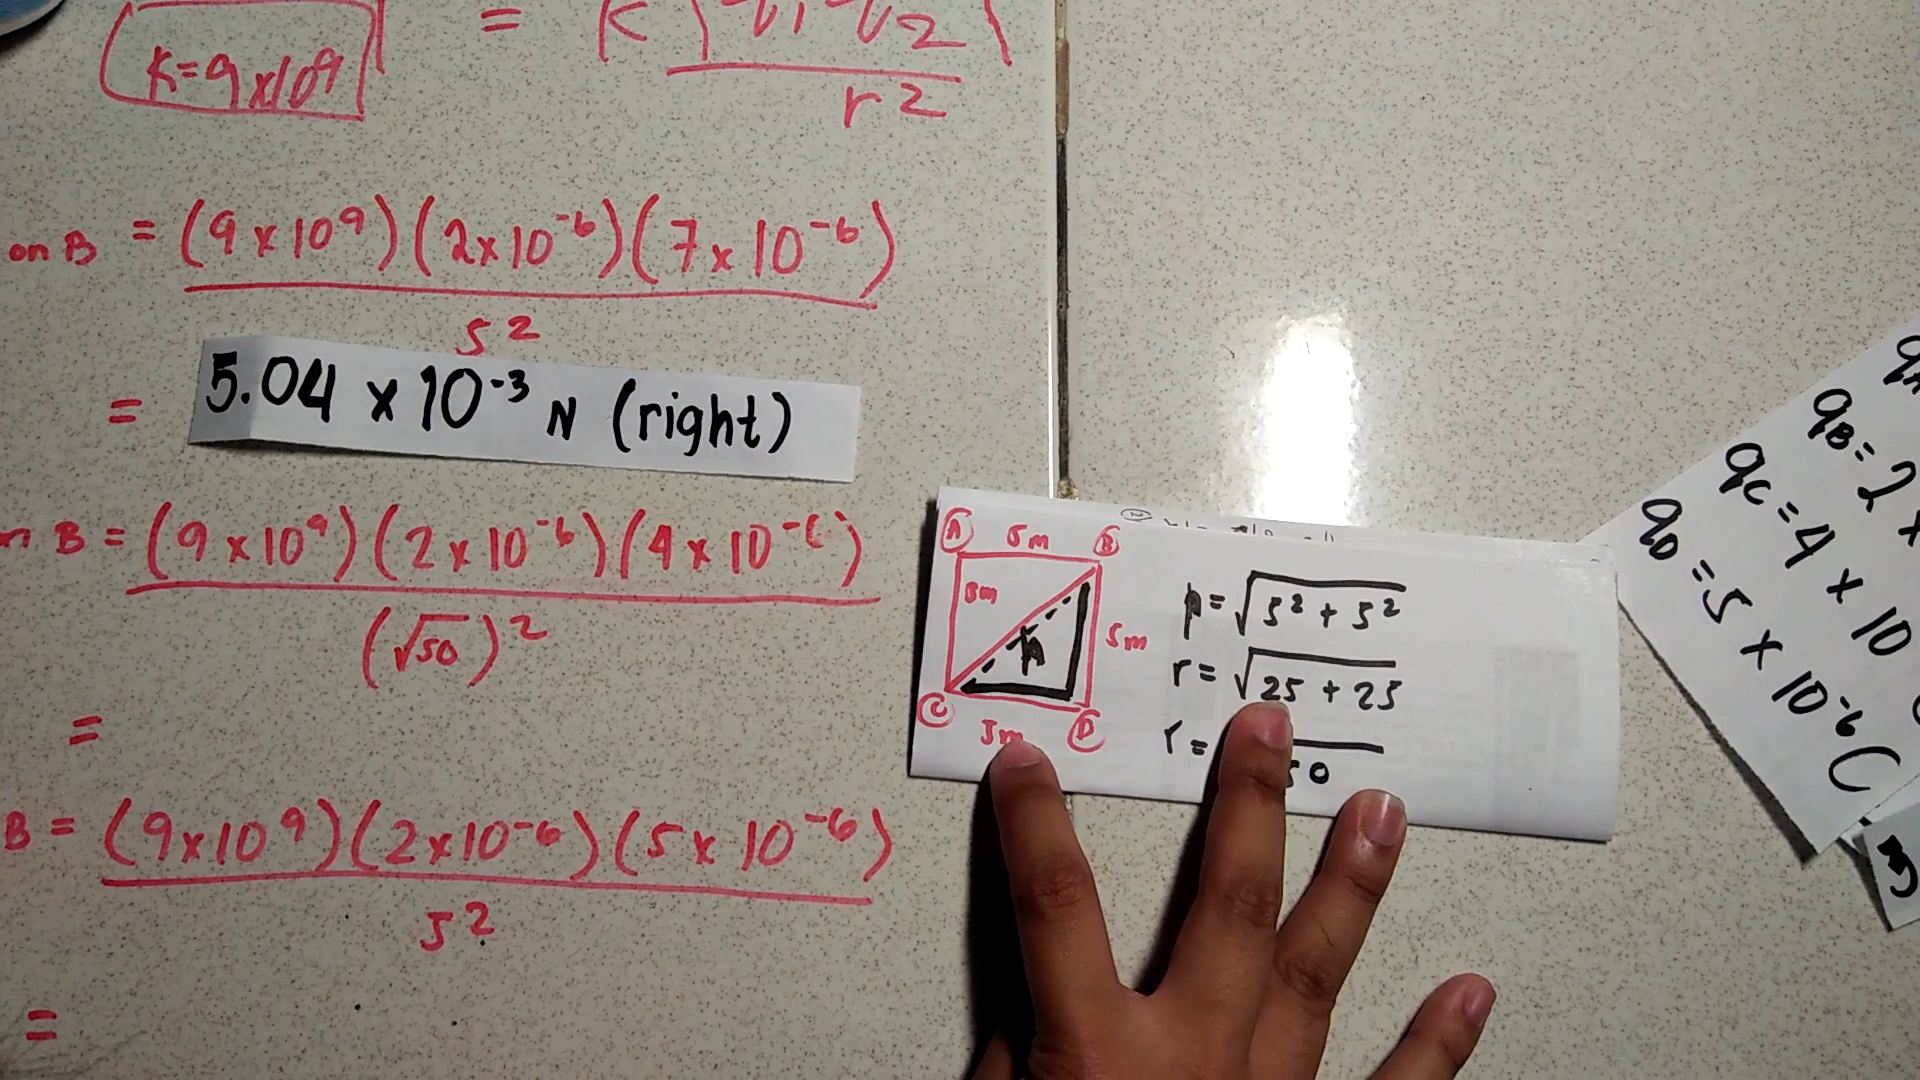 K=9x10⁹
= K |q₁q₂|
r²
on B = (9x10⁹)(2x10⁻⁶)(7x10⁻⁶)
5²
= 5.04 x 10⁻³ N (right)
B = (9x10⁹)(2x10⁻⁶)(4x10⁻⁶)
(√50)²
=
B = (9x10⁹)(2x10⁻⁶)(5x10⁻⁶)
5²
=
A 5m B
5m
5m
C 5m D
r
r = √5² + 5²
r = √25 + 25
r =
50
qB = 2 x
qC = 4 x 10
qD = 5 x 10⁻⁶ C